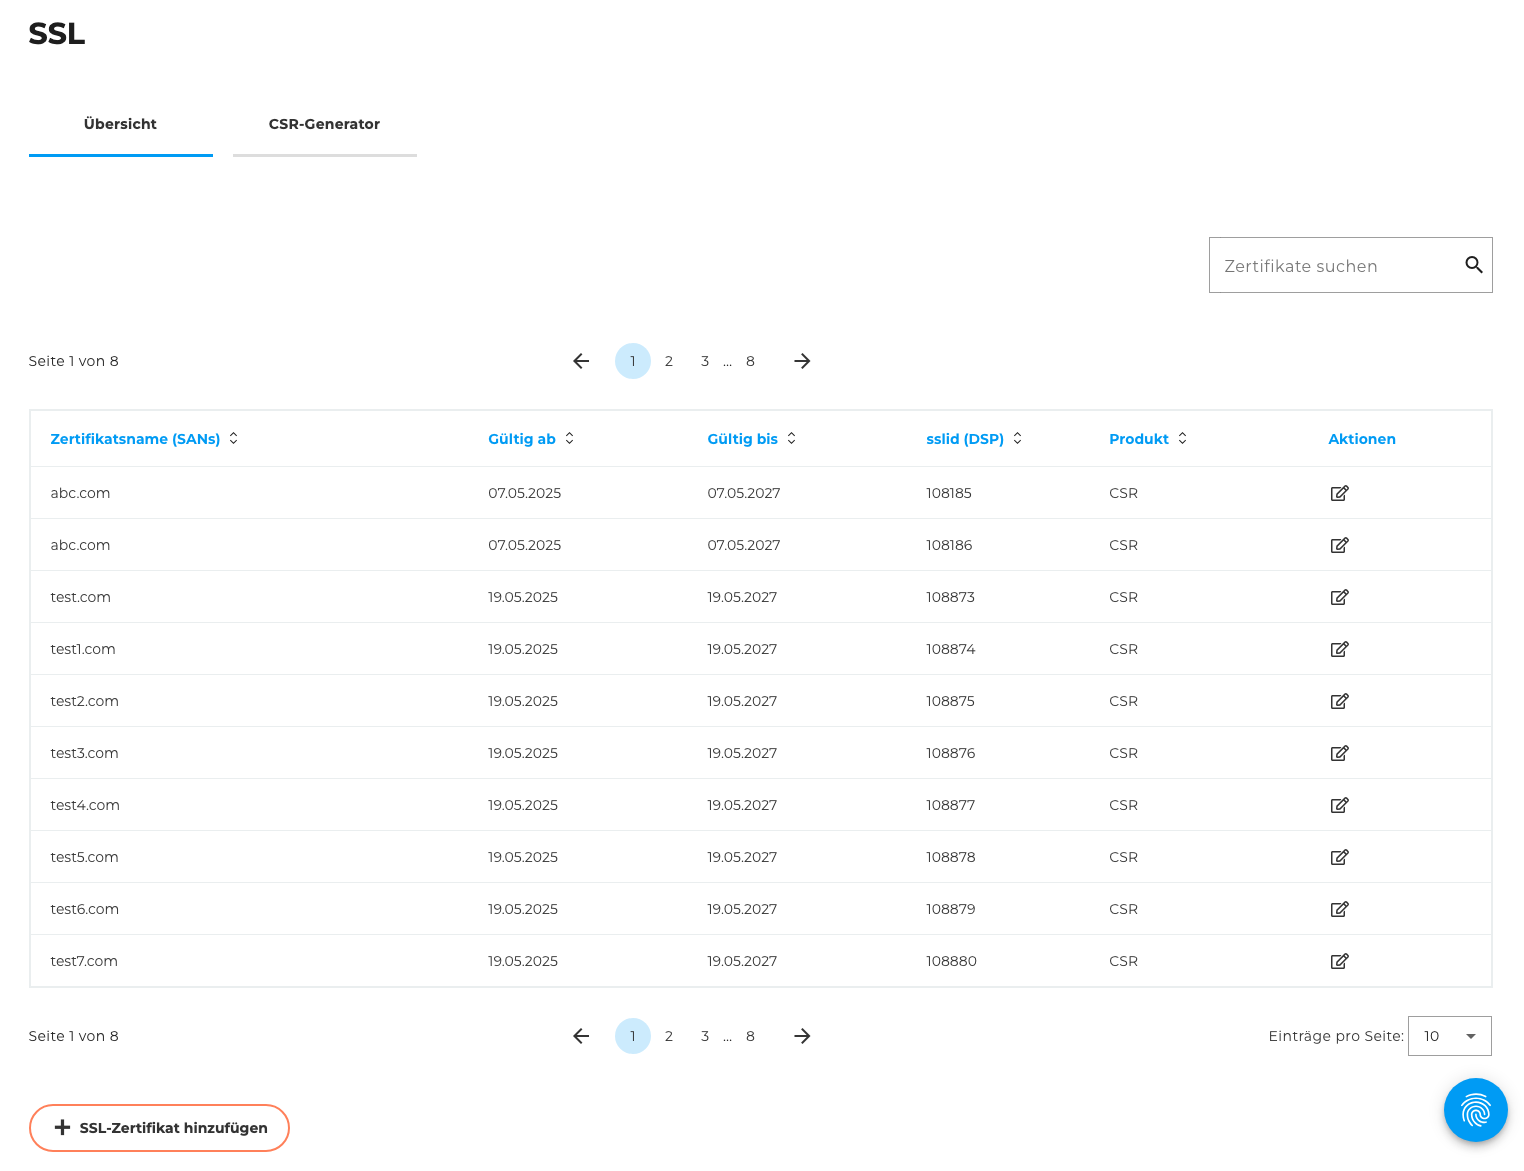 SSL
Übersicht CSR-Generator
Zertifikate suchen
Seite 1 von 8 1 2 3 ... 8
Zertifikatsname (SANs) Gültig ab Gültig bis sslid (DSP) Produkt Aktionen
abc.com 07.05.2025 07.05.2027 108185 CSR
abc.com 07.05.2025 07.05.2027 108186 CSR
test.com 19.05.2025 19.05.2027 108873 CSR
test1.com 19.05.2025 19.05.2027 108874 CSR
test2.com 19.05.2025 19.05.2027 108875 CSR
test3.com 19.05.2025 19.05.2027 108876 CSR
test4.com 19.05.2025 19.05.2027 108877 CSR
test5.com 19.05.2025 19.05.2027 108878 CSR
test6.com 19.05.2025 19.05.2027 108879 CSR
test7.com 19.05.2025 19.05.2027 108880 CSR
Seite 1 von 8 1 2 3 ... 8 Einträge pro Seite: 10
SSL-Zertifikat hinzufügen